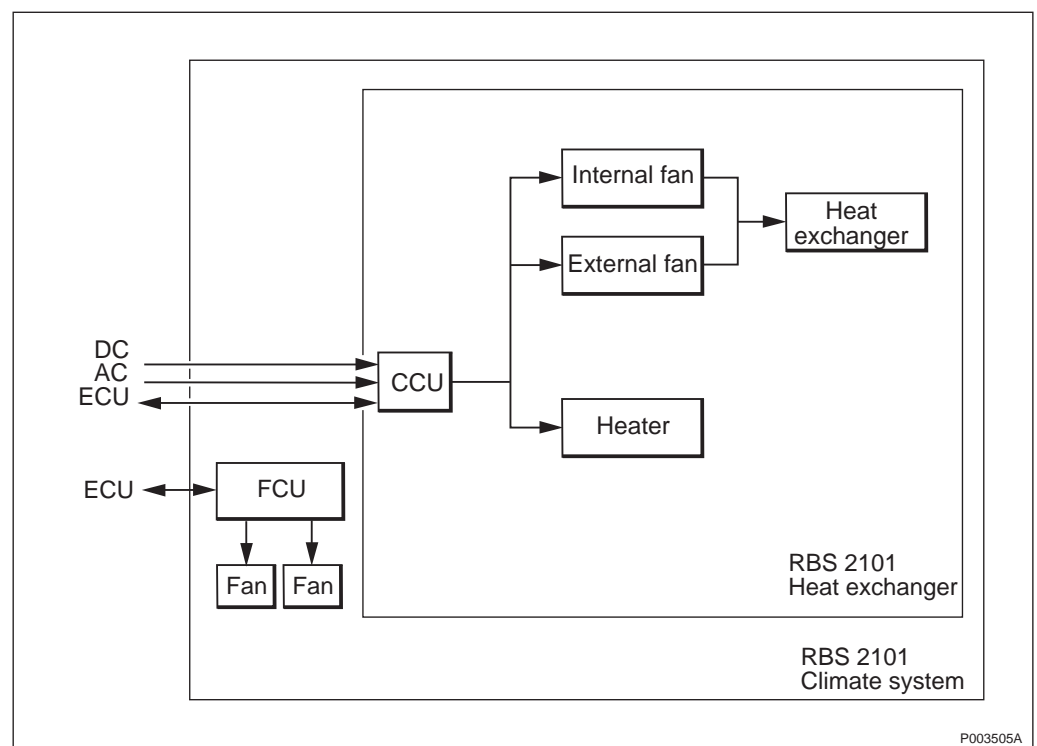 Internal fan
Heat
exchanger
External fan
DC
AC
ECU
CCU
Heater
ECU
FCU
Fan
Fan
RBS 2101
Heat exchanger
RBS 2101
Climate system
P003505A